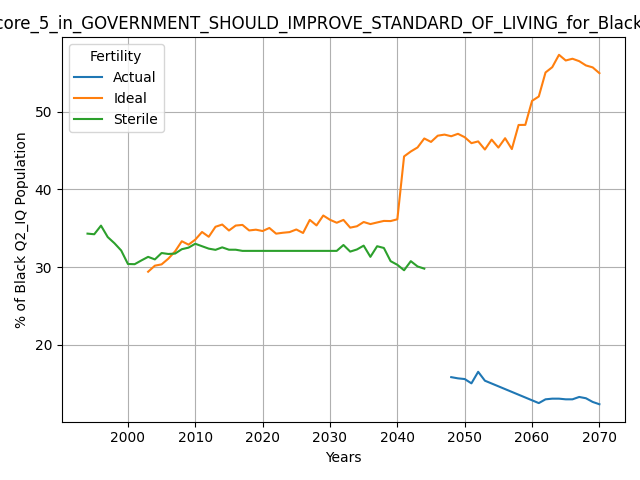 core_5_in_GOVERNMENT_SHOULD_IMPROVE_STANDARD_OF_LIVING_for_Black
Fertility
Actual
Ideal
Sterile
% of Black Q2_IQ Population
50
40
30
20
2000 2010 2020 2030 2040 2050 2060 2070
Years